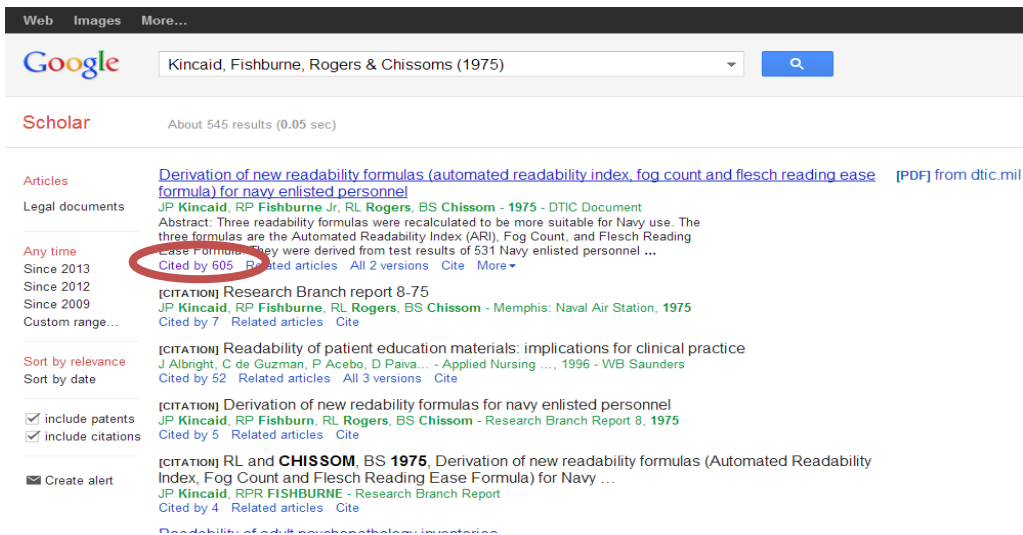 Web Images More...
Google
Kincaid, Fishburne, Rogers & Chissoms (1975)
Scholar
About 545 results (0.05 sec)
Articles
Legal documents
Any time
Since 2013
Since 2012
Since 2009
Custom range...
Sort by relevance
Sort by date
include patents
include citations
Create alert
Derivation of new readability formulas (automated readability index, fog count and flesch reading ease
formula) for navy enlisted personnel
JP Kincaid, RP Fishburne Jr, RL Rogers, BS Chissom - 1975 - DTIC Document
Abstract: Three readability formulas were recalculated to be more suitable for Navy use. The
three formulas are the Automated Readability Index (ARI), Fog Count, and Flesch Reading
Ease Formula. They were derived from test results of 531 Navy enlisted personnel ...
Cited by 605 Related articles All 2 versions Cite More
[PDF] from dtic.mil
[CITATION] Research Branch report 8-75
JP Kincaid, RP Fishburne, RL Rogers, BS Chissom - Memphis: Naval Air Station, 1975
Cited by 7 Related articles Cite
[CITATION] Readability of patient education materials: implications for clinical practice
J Albright, C de Guzman, P Acebo, D Paiva... - Applied Nursing ..., 1996 - WB Saunders
Cited by 52 Related articles All 3 versions Cite
[CITATION] Derivation of new redability formulas for navy enlisted personnel
JP Kincaid, RP Fishburn, RL Rogers, BS Chissom - Research Branch Report 8, 1975
Cited by 5 Related articles Cite
[CITATION] RL and CHISSOM, BS 1975, Derivation of new readability formulas (Automated Readability
Index, Fog Count and Flesch Reading Ease Formula) for Navy ...
JP Kincaid, RPR FISHBURNE - Research Branch Report
Cited by 4 Related articles Cite
Readability of adult psychopathology inventories